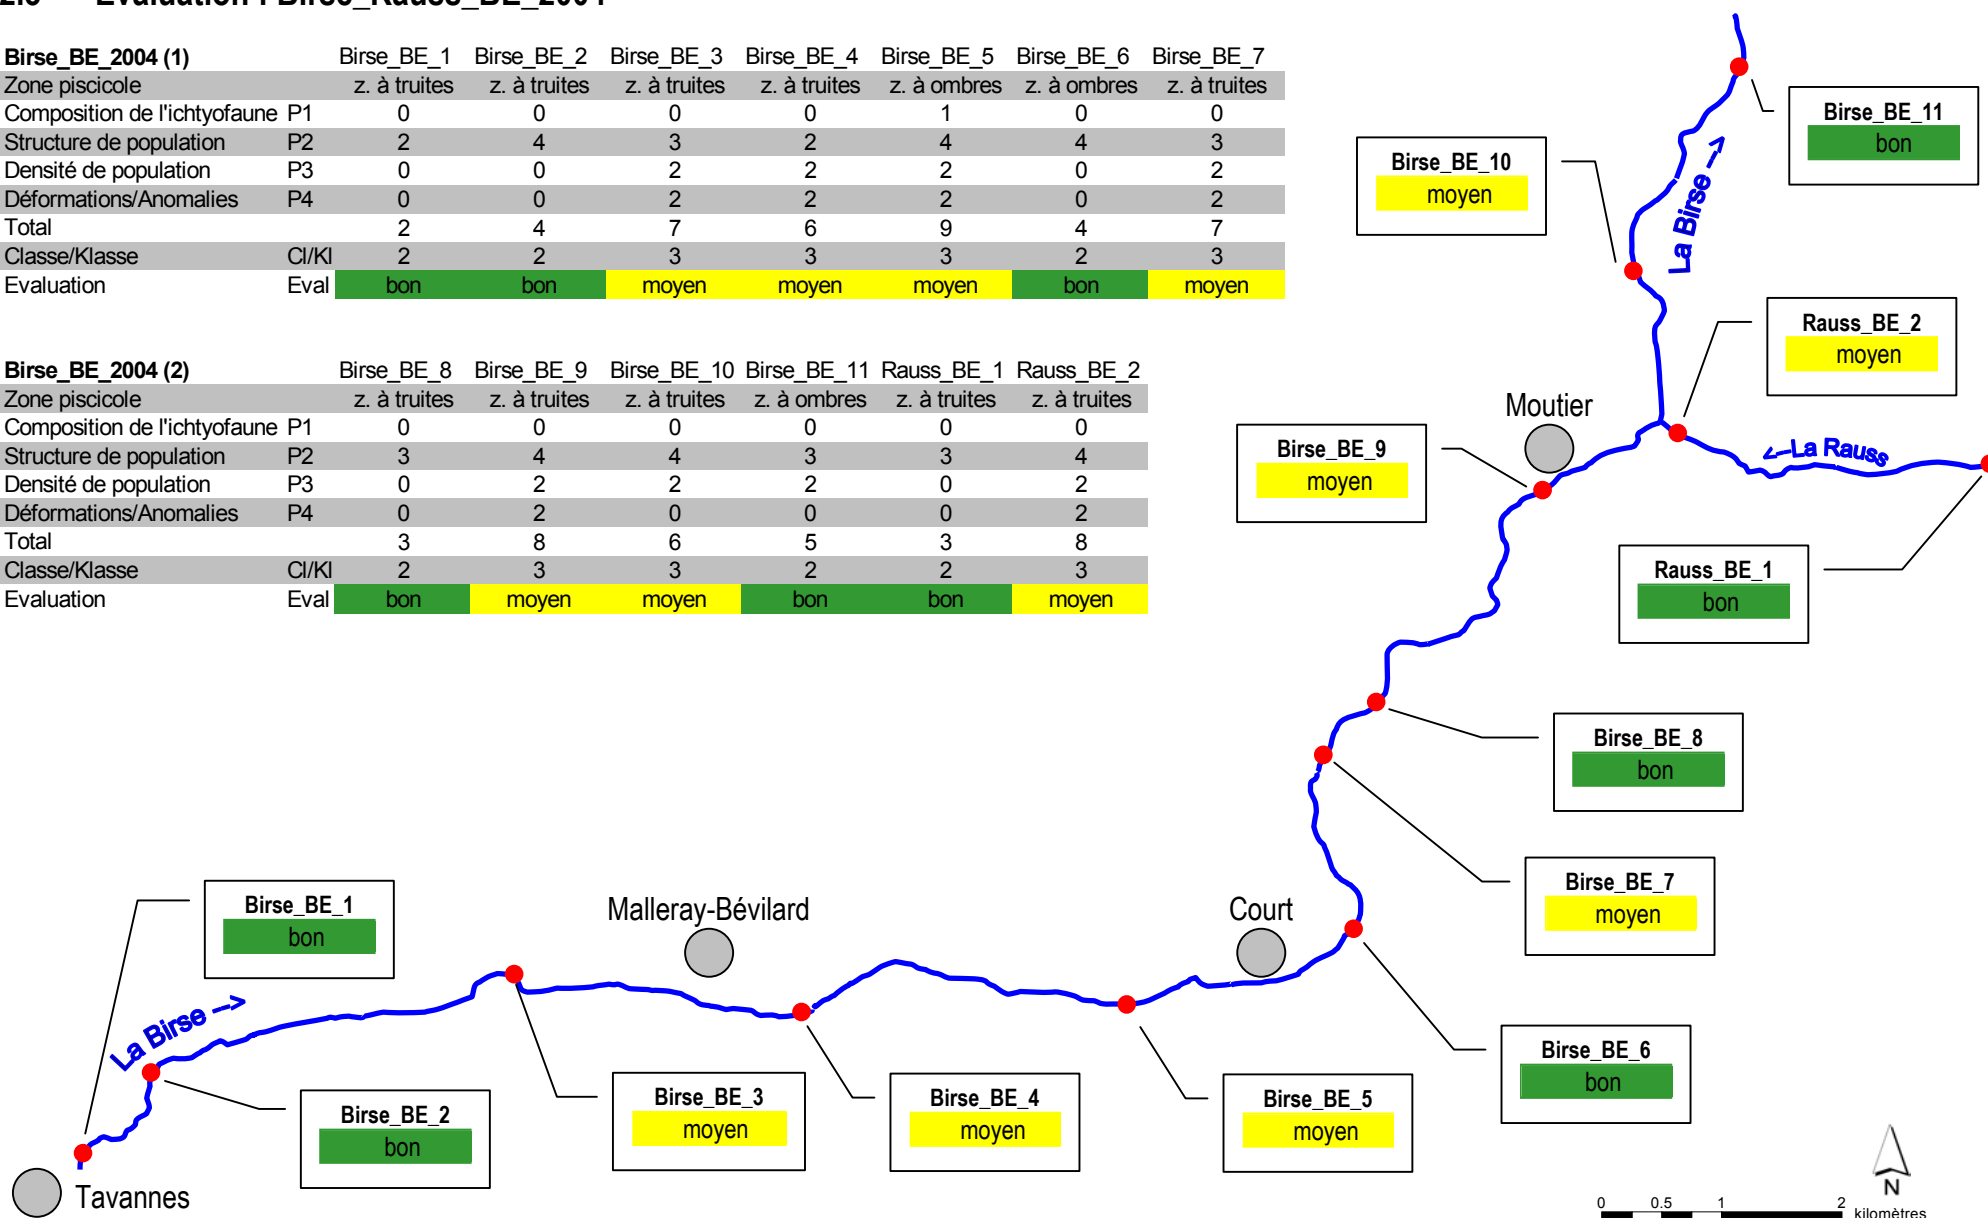 Evaluation : Birse_Rauss_BE_2004
Birse_BE_2004 (1) Birse_BE_1 Birse_BE_2 Birse_BE_3 Birse_BE_4 Birse_BE_5 Birse_BE_6 Birse_BE_7
Zone piscicole z. à truites z. à truites z. à truites z. à truites z. à ombres z. à ombres z. à truites
Composition de l'ichtyofaune P1 0 0 0 0 1 0 0
Structure de population P2 2 4 3 2 4 4 3
Densité de population P3 0 0 2 2 2 0 2
Déformations/Anomalies P4 0 0 2 2 2 0 2
Total 2 4 7 6 9 4 7
Classe/Klasse Cl/Kl 2 2 3 3 3 2 3
Evaluation Eval bon bon moyen moyen moyen bon moyen
Birse_BE_2004 (2) Birse_BE_8 Birse_BE_9 Birse_BE_10 Birse_BE_11 Rauss_BE_1 Rauss_BE_2
Zone piscicole z. à truites z. à truites z. à truites z. à ombres z. à truites z. à truites
Composition de l'ichtyofaune P1 0 0 0 0 0 0
Structure de population P2 3 4 4 3 3 4
Densité de population P3 0 2 2 2 0 2
Déformations/Anomalies P4 0 2 0 0 0 2
Total 3 8 6 5 3 8
Classe/Klasse Cl/Kl 2 3 3 2 2 3
Evaluation Eval bon moyen moyen bon bon moyen
Birse_BE_11
bon
Birse_BE_10
moyen
La Birse -->
Rauss_BE_2
moyen
Moutier
Birse_BE_9
moyen
<--La Rauss
Rauss_BE_1
bon
Birse_BE_8
bon
Birse_BE_7
moyen
Birse_BE_1
bon
Malleray-Bévilard
Court
La Birse -->
Birse_BE_6
bon
Birse_BE_2
bon
Birse_BE_3
moyen
Birse_BE_4
moyen
Birse_BE_5
moyen
Tavannes
N
0 0.5 1 2
kilomètres